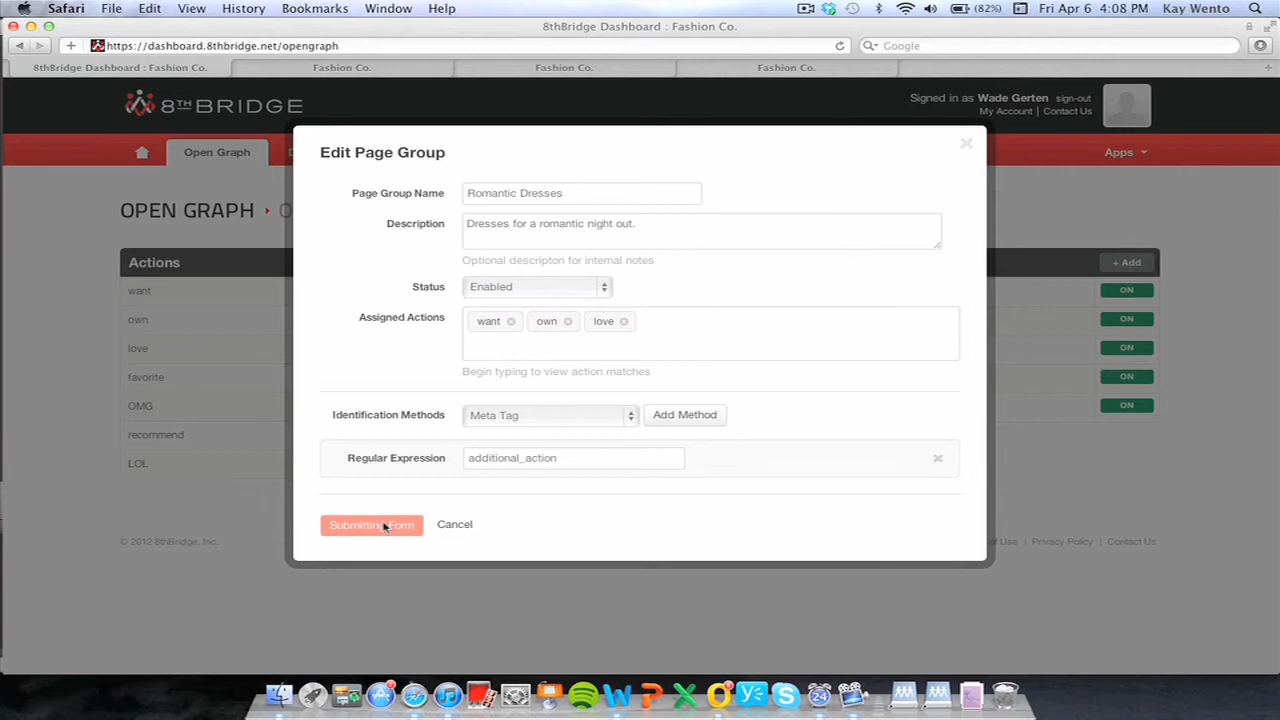 Safari File Edit View History Bookmarks Window Help (82%) Fri Apr 6 4:08 PM Kay Wento
8thBridge Dashboard : Fashion Co.
https://dashboard.8thbridge.net/opengraph Google
8thBridge Dashboard : Fashion Co. Fashion Co. Fashion Co. Fashion Co.
8TH BRIDGE
Signed in as Wade Gerten sign-out
My Account | Contact Us
Open Graph D Apps
OPEN GRAPH O
Actions + Add
want ON
own ON
love ON
favorite ON
OMG ON
recommend
LOL
Edit Page Group
Page Group Name Romantic Dresses
Description Dresses for a romantic night out.
Optional descripton for internal notes
Status Enabled
Assigned Actions want own love
Begin typing to view action matches
Identification Methods Meta Tag Add Method
Regular Expression additional_action
Submitting Form Cancel
© 2012 8thBridge, Inc. of Use | Privacy Policy | Contact Us